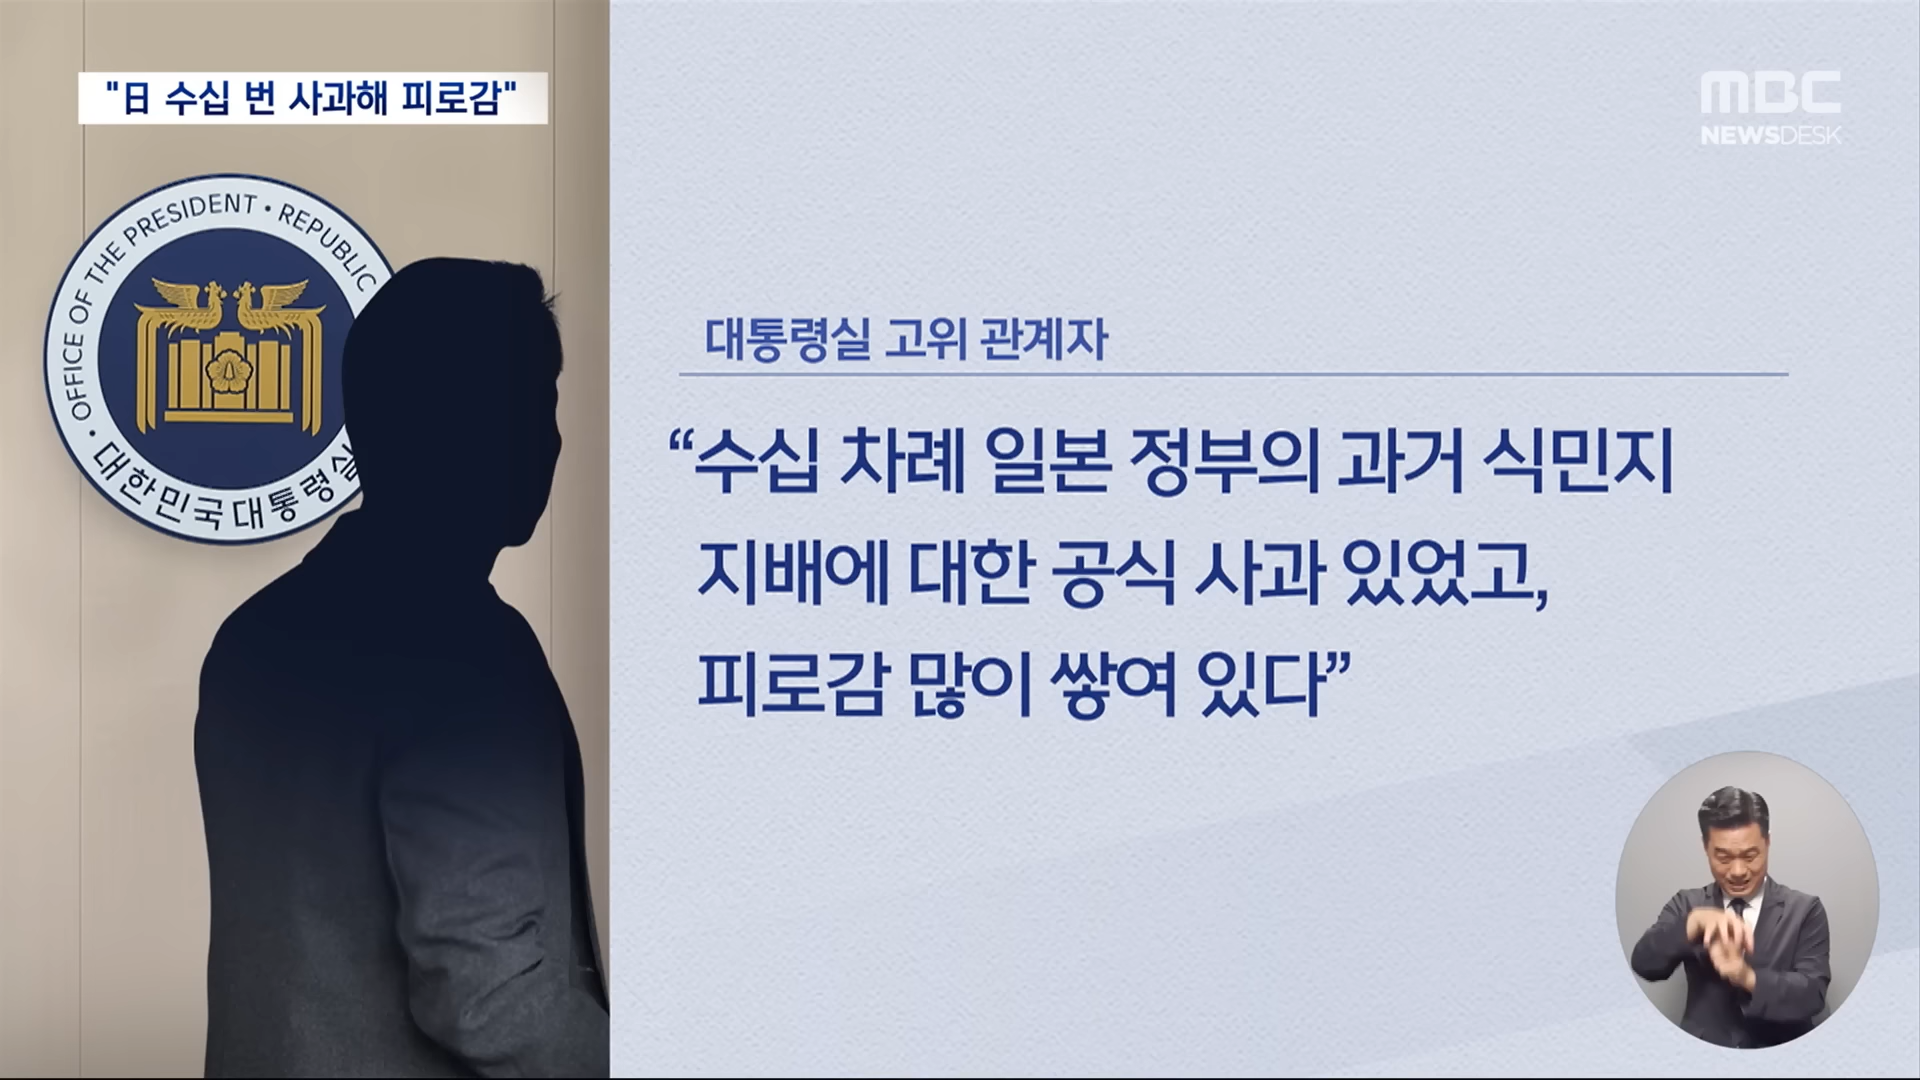 "日 수십 번 사과해 피로감"
MBC
NEWSDESK
• OFFICE OF THE PRESIDENT • REPUBLIC
대한민국대통령실
대통령실 고위 관계자
“수십 차례 일본 정부의 과거 식민지
지배에 대한 공식 사과 있었고,
피로감 많이 쌓여 있다”